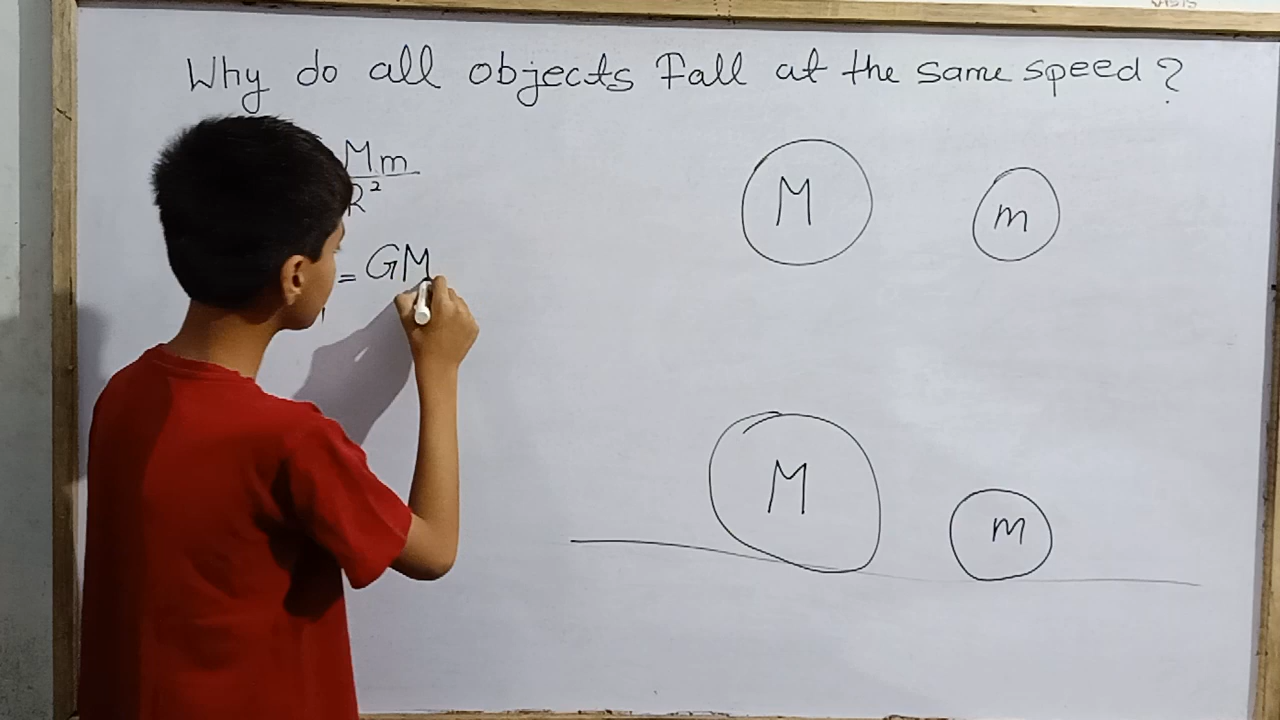 Why do all objects Fall at the same speed?
Mm
R²
= GM
M
m
M
m